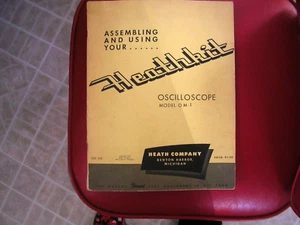 ASSEMBLING
AND USING
YOUR......
Heathkit
OSCILLOSCOPE
MODEL O M-1
HEATH COMPANY
BENTON HARBOR,
MICHIGAN